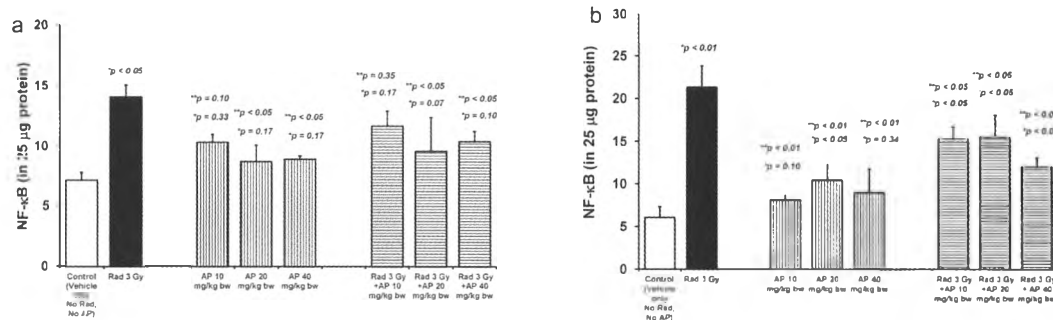 a
NF-κB (in 25 µg protein)
20
15
10
5
0
*p < 0.05
**p = 0.10
*p = 0.33
**p < 0.05
*p = 0.17
**p < 0.05
*p = 0.17
**p = 0.35
*p = 0.17
**p < 0.05
*p = 0.07
**p < 0.05
*p = 0.10
Control
(Vehicle
No Rad,
No AP)
Rad 3 Gy
AP 10
mg/kg bw
AP 20
mg/kg bw
AP 40
mg/kg bw
Rad 3 Gy
+AP 10
mg/kg bw
Rad 3 Gy
+AP 20
mg/kg bw
Rad 3 Gy
+AP 40
mg/kg bw
b
NF-κB (in 25 µg protein)
30
25
20
15
10
5
0
*p < 0.01
**p < 0.01
*p = 0.10
**p < 0.01
*p < 0.05
**p < 0.01
*p = 0.34
**p < 0.05
*p < 0.05
**p < 0.05
*p < 0.05
**p < 0.0
*p < 0.0
Control
(Vehicle
only
No Rad,
No AP)
Rad 3 Gy
AP 10
mg/kg bw
AP 20
mg/kg bw
AP 40
mg/kg bw
Rad 3 Gy
+AP 10
mg/kg bw
Rad 3 Gy
+AP 20
mg/kg bw
Rad 3 Gy
+ AP 40
mg/kg bw